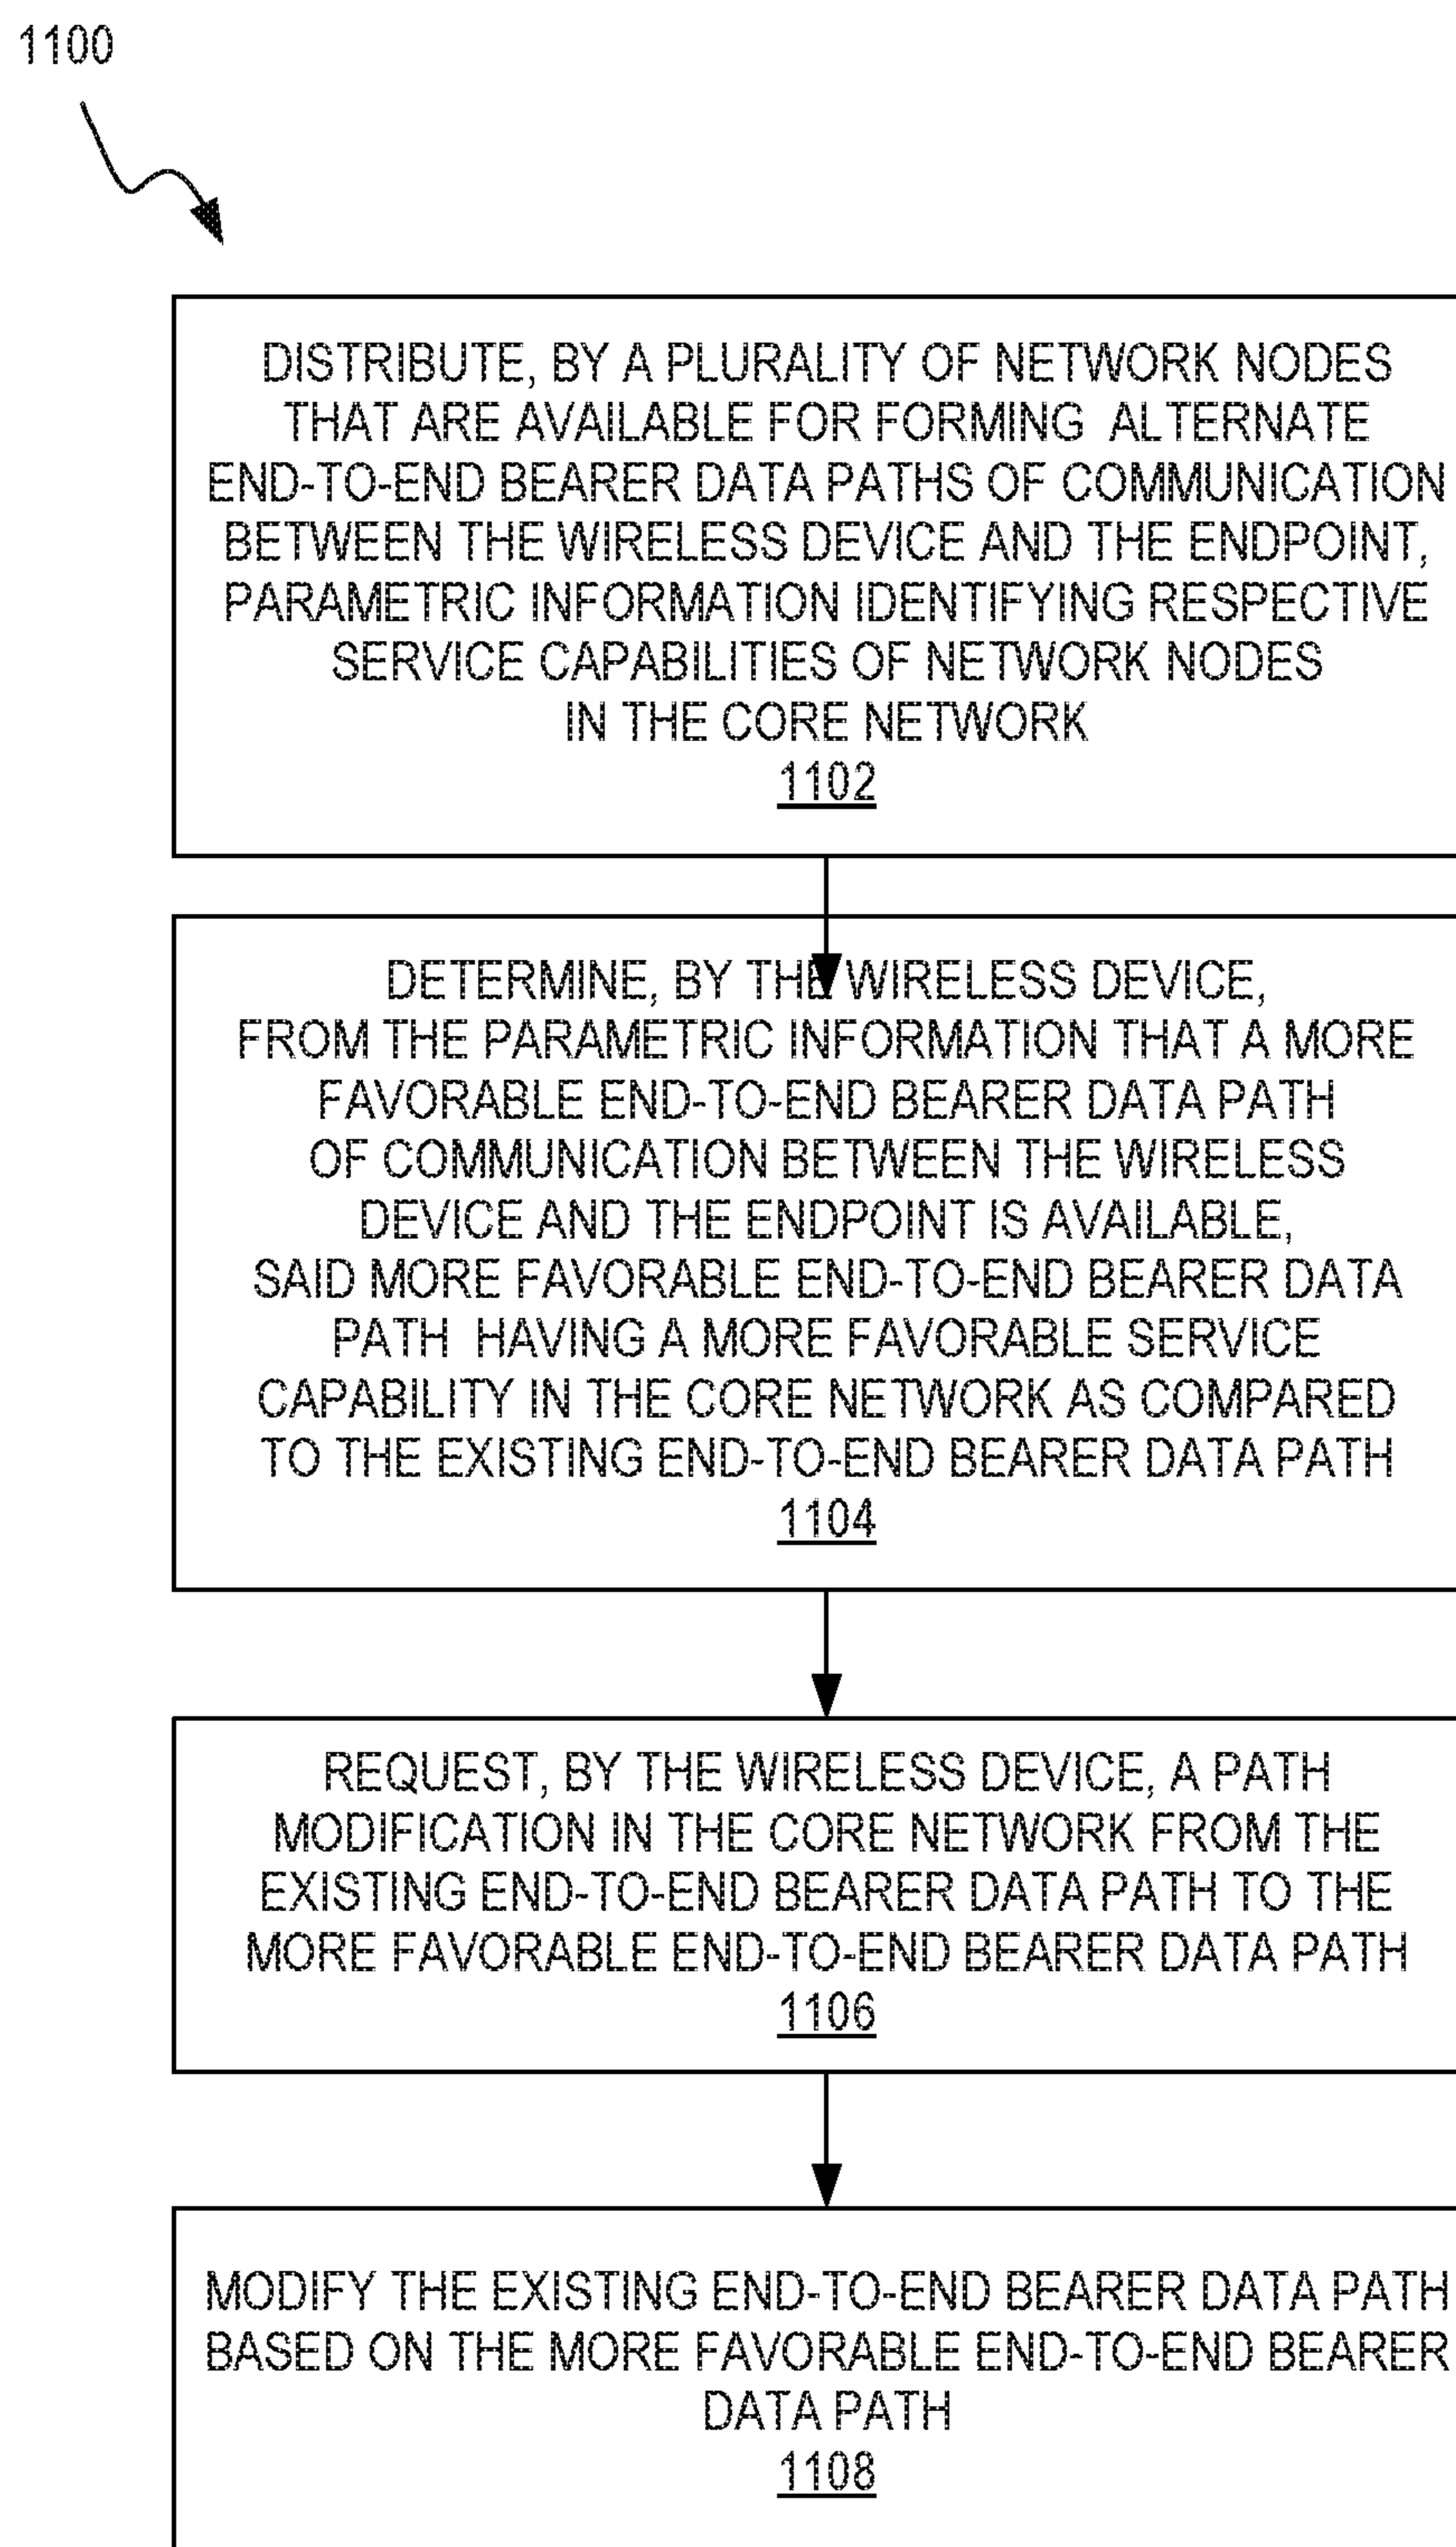 1100
DISTRIBUTE, BY A PLURALITY OF NETWORK NODES
THAT ARE AVAILABLE FOR FORMING ALTERNATE
END-TO-END BEARER DATA PATHS OF COMMUNICATION
BETWEEN THE WIRELESS DEVICE AND THE ENDPOINT,
PARAMETRIC INFORMATION IDENTIFYING RESPECTIVE
SERVICE CAPABILITIES OF NETWORK NODES
IN THE CORE NETWORK
1102
DETERMINE, BY THE WIRELESS DEVICE,
FROM THE PARAMETRIC INFORMATION THAT A MORE
FAVORABLE END-TO-END BEARER DATA PATH
OF COMMUNICATION BETWEEN THE WIRELESS
DEVICE AND THE ENDPOINT IS AVAILABLE,
SAID MORE FAVORABLE END-TO-END BEARER DATA
PATH HAVING A MORE FAVORABLE SERVICE
CAPABILITY IN THE CORE NETWORK AS COMPARED
TO THE EXISTING END-TO-END BEARER DATA PATH
1104
REQUEST, BY THE WIRELESS DEVICE, A PATH
MODIFICATION IN THE CORE NETWORK FROM THE
EXISTING END-TO-END BEARER DATA PATH TO THE
MORE FAVORABLE END-TO-END BEARER DATA PATH
1106
MODIFY THE EXISTING END-TO-END BEARER DATA PATH
BASED ON THE MORE FAVORABLE END-TO-END BEARER
DATA PATH
1108